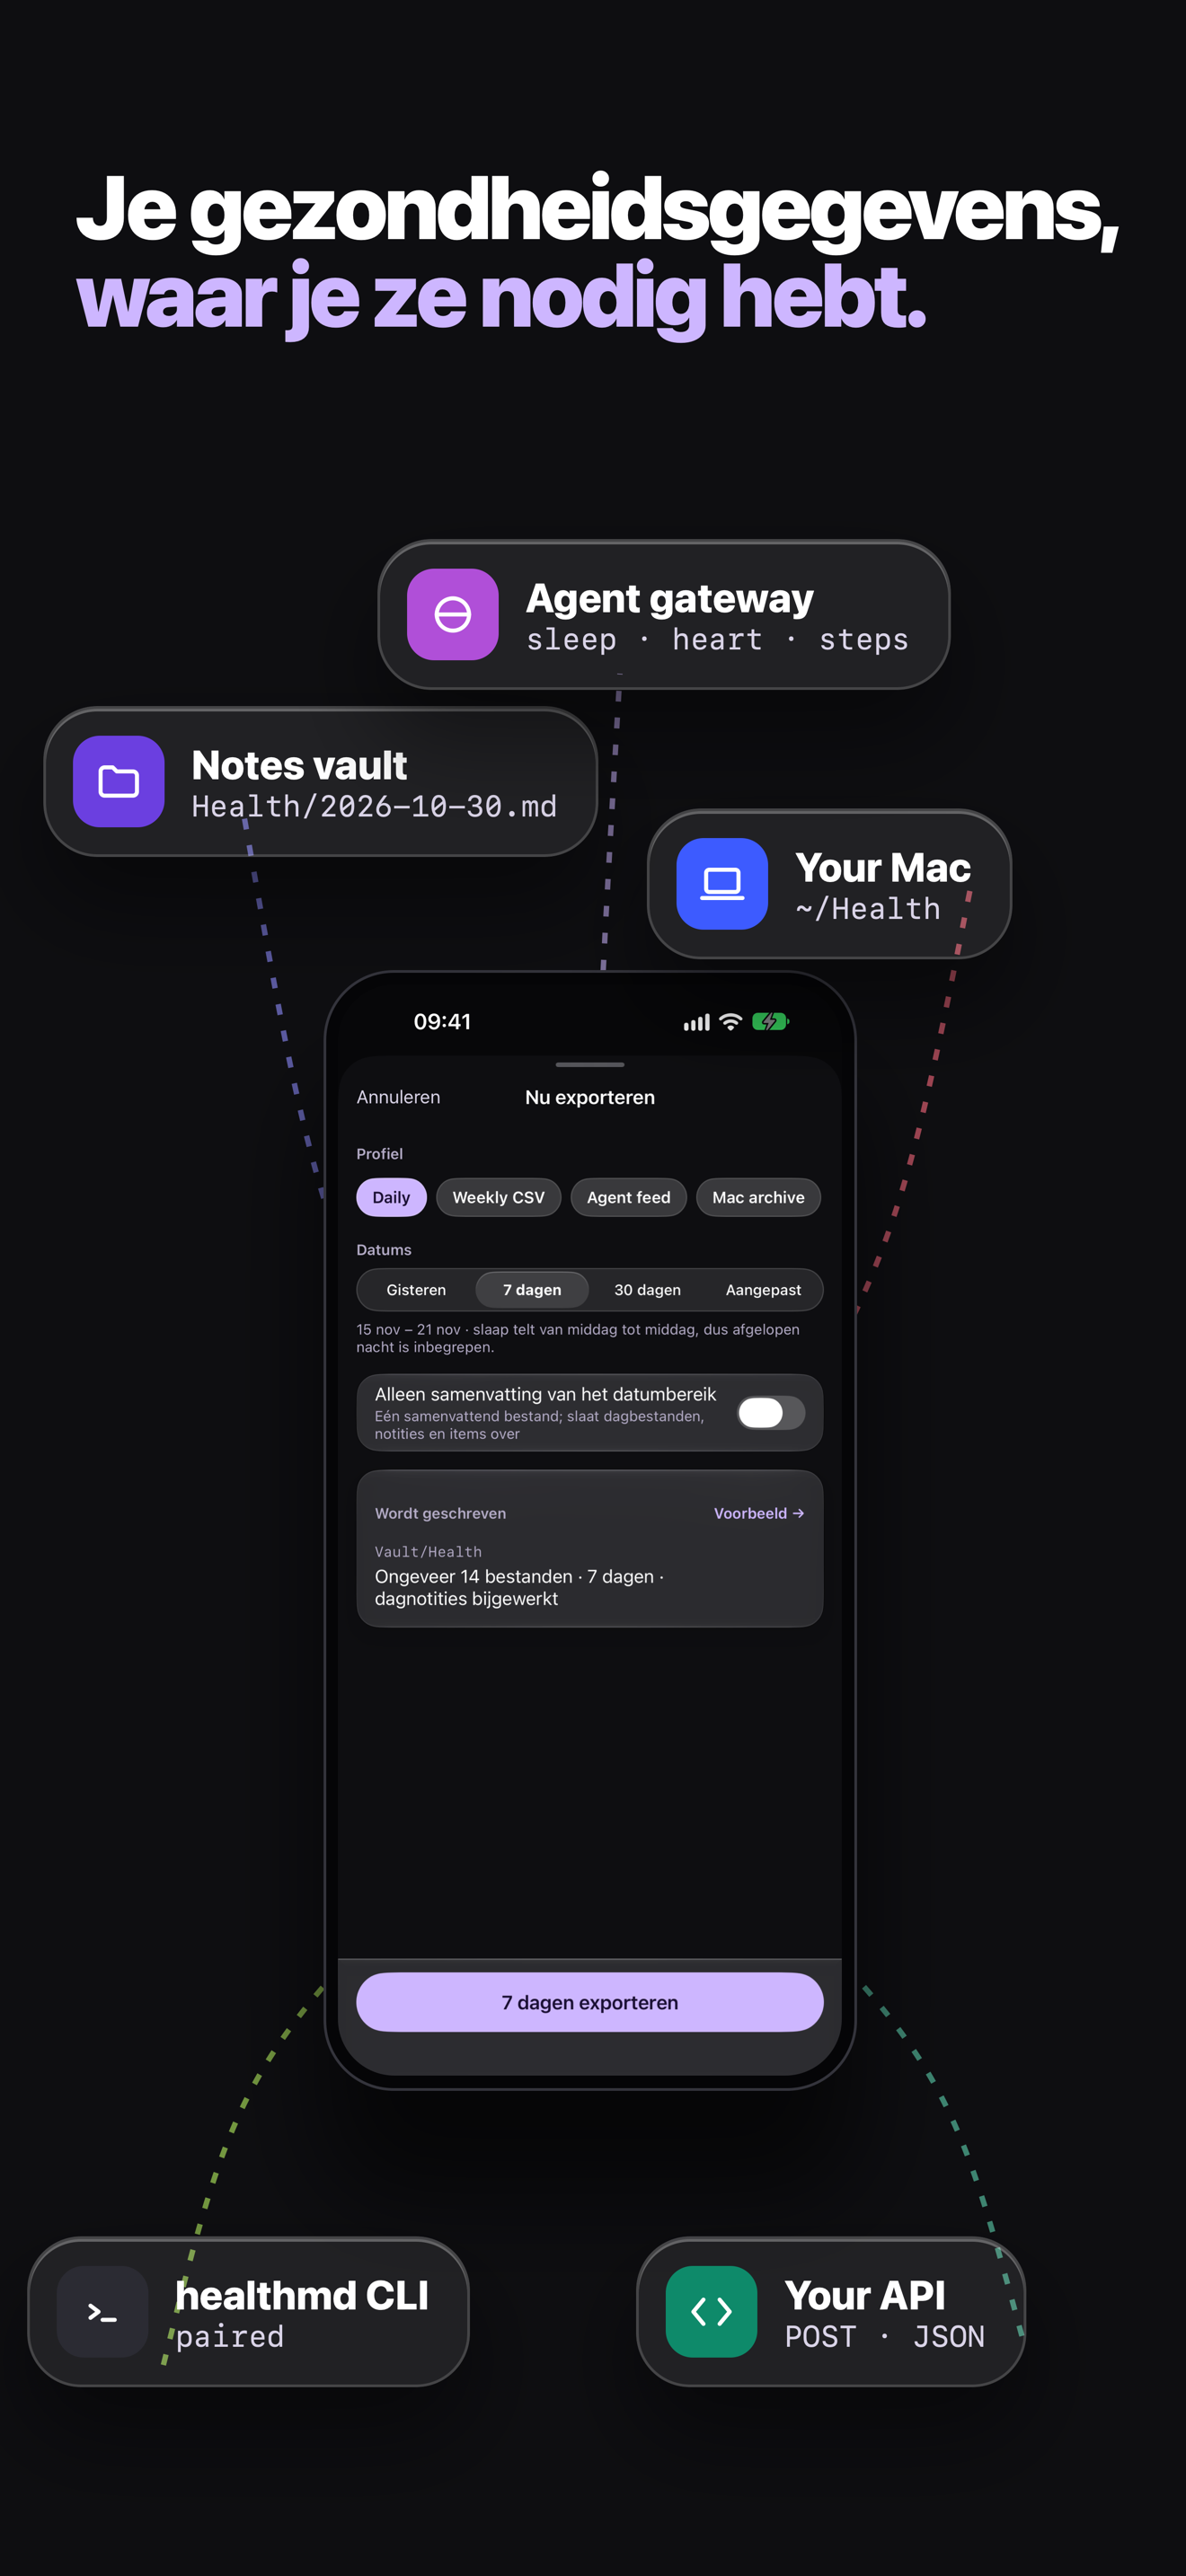 Je gezondheidsgegevens,
waar je ze nodig hebt.
Agent gateway
sleep · heart · steps
Notes vault
Health/2026-10-30.md
Your Mac
~/Health
09:41
Annuleren
Nu exporteren
Profiel
Daily
Weekly CSV
Agent feed
Mac archive
Datums
Gisteren
7 dagen
30 dagen
Aangepast
15 nov – 21 nov · slaap telt van middag tot middag, dus afgelopen
nacht is inbegrepen.
Alleen samenvatting van het datumbereik
Eén samenvattend bestand; slaat dagbestanden,
notities en items over
Wordt geschreven
Voorbeeld →
Vault/Health
Ongeveer 14 bestanden · 7 dagen ·
dagnotities bijgewerkt
7 dagen exporteren
healthmd CLI
paired
Your API
POST · JSON